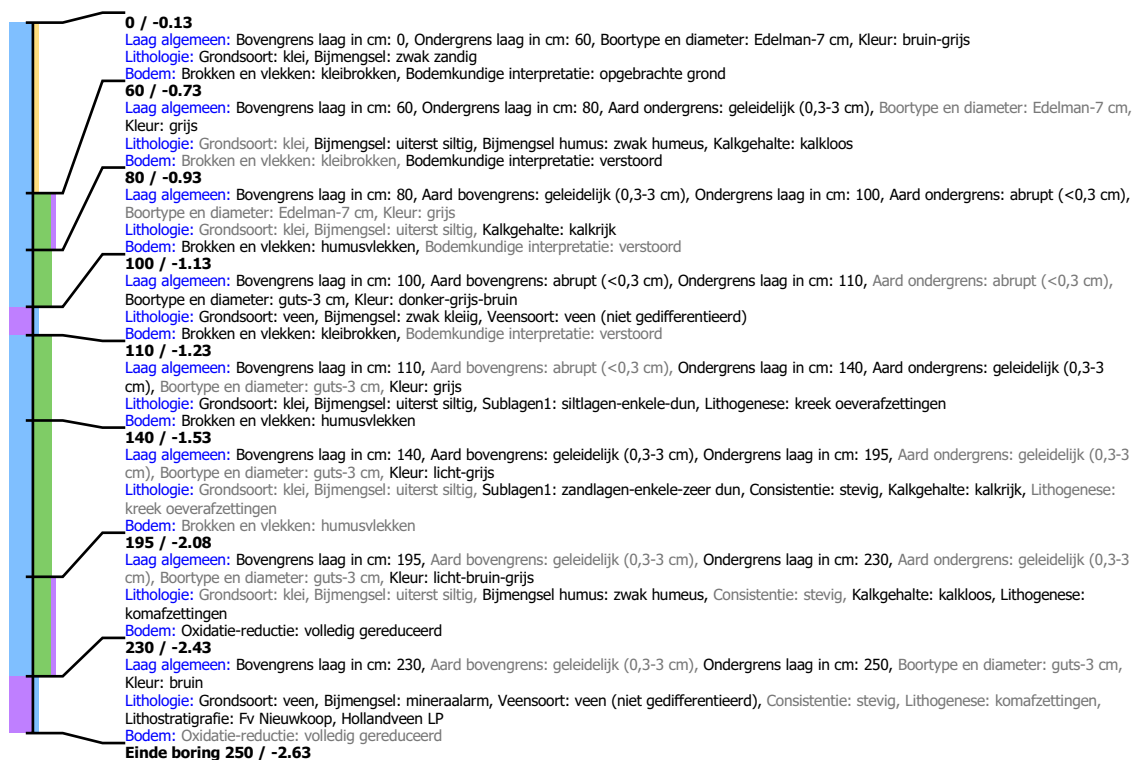 0 / -0.13
Laag algemeen: Bovengrens laag in cm: 0, Ondergrens laag in cm: 60, Boortype en diameter: Edelman-7 cm, Kleur: bruin-grijs
Lithologie: Grondsoort: klei, Bijmengsel: zwak zandig
Bodem: Brokken en vlekken: kleibrokken, Bodemkundige interpretatie: opgebrachte grond
60 / -0.73
Laag algemeen: Bovengrens laag in cm: 60, Ondergrens laag in cm: 80, Aard ondergrens: geleidelijk (0,3-3 cm), Boortype en diameter: Edelman-7 cm,
Kleur: grijs
Lithologie: Grondsoort: klei, Bijmengsel: uiterst siltig, Bijmengsel humus: zwak humeus, Kalkgehalte: kalkloos
Bodem: Brokken en vlekken: kleibrokken, Bodemkundige interpretatie: verstoord
80 / -0.93
Laag algemeen: Bovengrens laag in cm: 80, Aard bovengrens: geleidelijk (0,3-3 cm), Ondergrens laag in cm: 100, Aard ondergrens: abrupt (<0,3 cm),
Boortype en diameter: Edelman-7 cm, Kleur: grijs
Lithologie: Grondsoort: klei, Bijmengsel: uiterst siltig, Kalkgehalte: kalkrijk
Bodem: Brokken en vlekken: humusvlekken, Bodemkundige interpretatie: verstoord
100 / -1.13
Laag algemeen: Bovengrens laag in cm: 100, Aard bovengrens: abrupt (<0,3 cm), Ondergrens laag in cm: 110, Aard ondergrens: abrupt (<0,3 cm),
Boortype en diameter: guts-3 cm, Kleur: donker-grijs-bruin
Lithologie: Grondsoort: veen, Bijmengsel: zwak kleiig, Veensoort: veen (niet gedifferentieerd)
Bodem: Brokken en vlekken: kleibrokken, Bodemkundige interpretatie: verstoord
110 / -1.23
Laag algemeen: Bovengrens laag in cm: 110, Aard bovengrens: abrupt (<0,3 cm), Ondergrens laag in cm: 140, Aard ondergrens: geleidelijk (0,3-3
cm), Boortype en diameter: guts-3 cm, Kleur: grijs
Lithologie: Grondsoort: klei, Bijmengsel: uiterst siltig, Sublagen1: siltlagen-enkele-dun, Lithogenese: kreek oeverafzettingen
Bodem: Brokken en vlekken: humusvlekken
140 / -1.53
Laag algemeen: Bovengrens laag in cm: 140, Aard bovengrens: geleidelijk (0,3-3 cm), Ondergrens laag in cm: 195, Aard ondergrens: geleidelijk (0,3-3
cm), Boortype en diameter: guts-3 cm, Kleur: licht-grijs
Lithologie: Grondsoort: klei, Bijmengsel: uiterst siltig, Sublagen1: zandlagen-enkele-zeer dun, Consistentie: stevig, Kalkgehalte: kalkrijk, Lithogenese:
kreek oeverafzettingen
Bodem: Brokken en vlekken: humusvlekken
195 / -2.08
Laag algemeen: Bovengrens laag in cm: 195, Aard bovengrens: geleidelijk (0,3-3 cm), Ondergrens laag in cm: 230, Aard ondergrens: geleidelijk (0,3-3
cm), Boortype en diameter: guts-3 cm, Kleur: licht-bruin-grijs
Lithologie: Grondsoort: klei, Bijmengsel: uiterst siltig, Bijmengsel humus: zwak humeus, Consistentie: stevig, Kalkgehalte: kalkloos, Lithogenese:
komafzettingen
Bodem: Oxidatie-reductie: volledig gereduceerd
230 / -2.43
Laag algemeen: Bovengrens laag in cm: 230, Aard bovengrens: geleidelijk (0,3-3 cm), Ondergrens laag in cm: 250, Boortype en diameter: guts-3 cm,
Kleur: bruin
Lithologie: Grondsoort: veen, Bijmengsel: mineraalarm, Veensoort: veen (niet gedifferentieerd), Consistentie: stevig, Lithogenese: komafzettingen,
Lithostratigrafie: Fv Nieuwkoop, Hollandveen LP
Bodem: Oxidatie-reductie: volledig gereduceerd
Einde boring 250 / -2.63